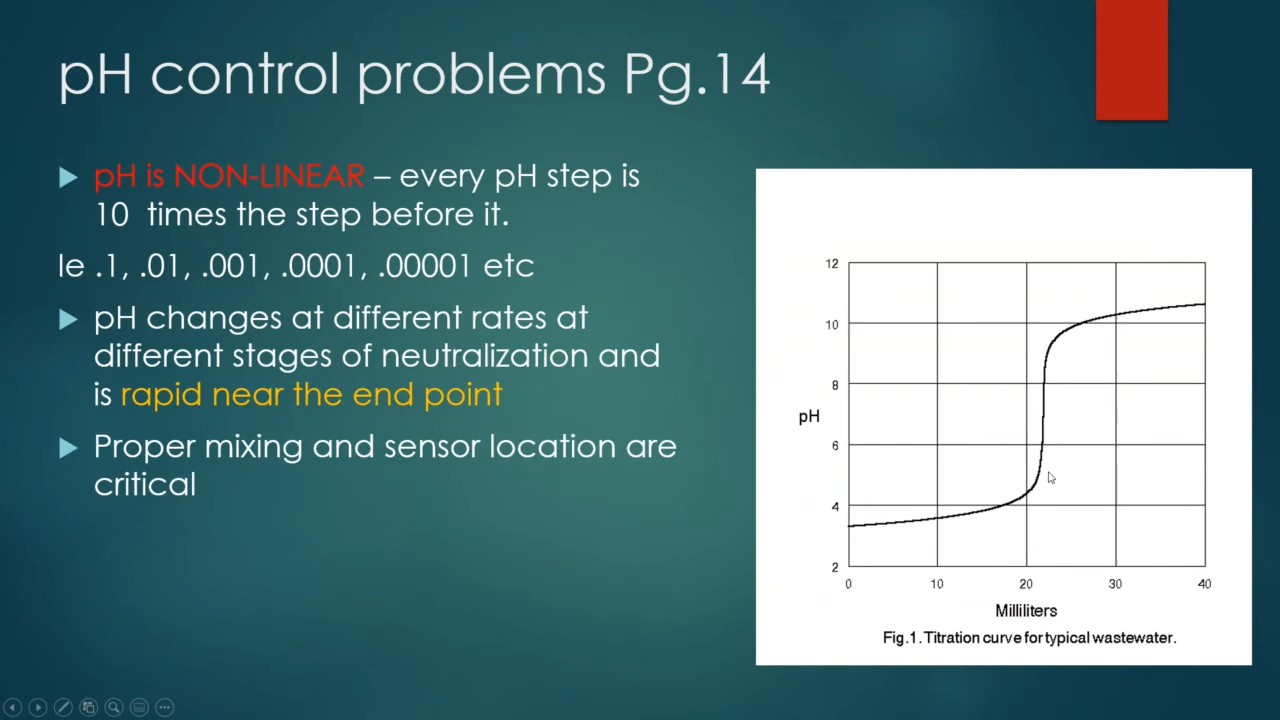 pH control problems Pg.14
pH is NON-LINEAR – every pH step is
10 times the step before it.
Ie .1, .01, .001, .0001, .00001 etc
pH changes at different rates at
different stages of neutralization and
is rapid near the end point
Proper mixing and sensor location are
critical
12
10
8
pH
6
4
2
0 10 20 30 40
Milliliters
Fig.1. Titration curve for typical wastewater.